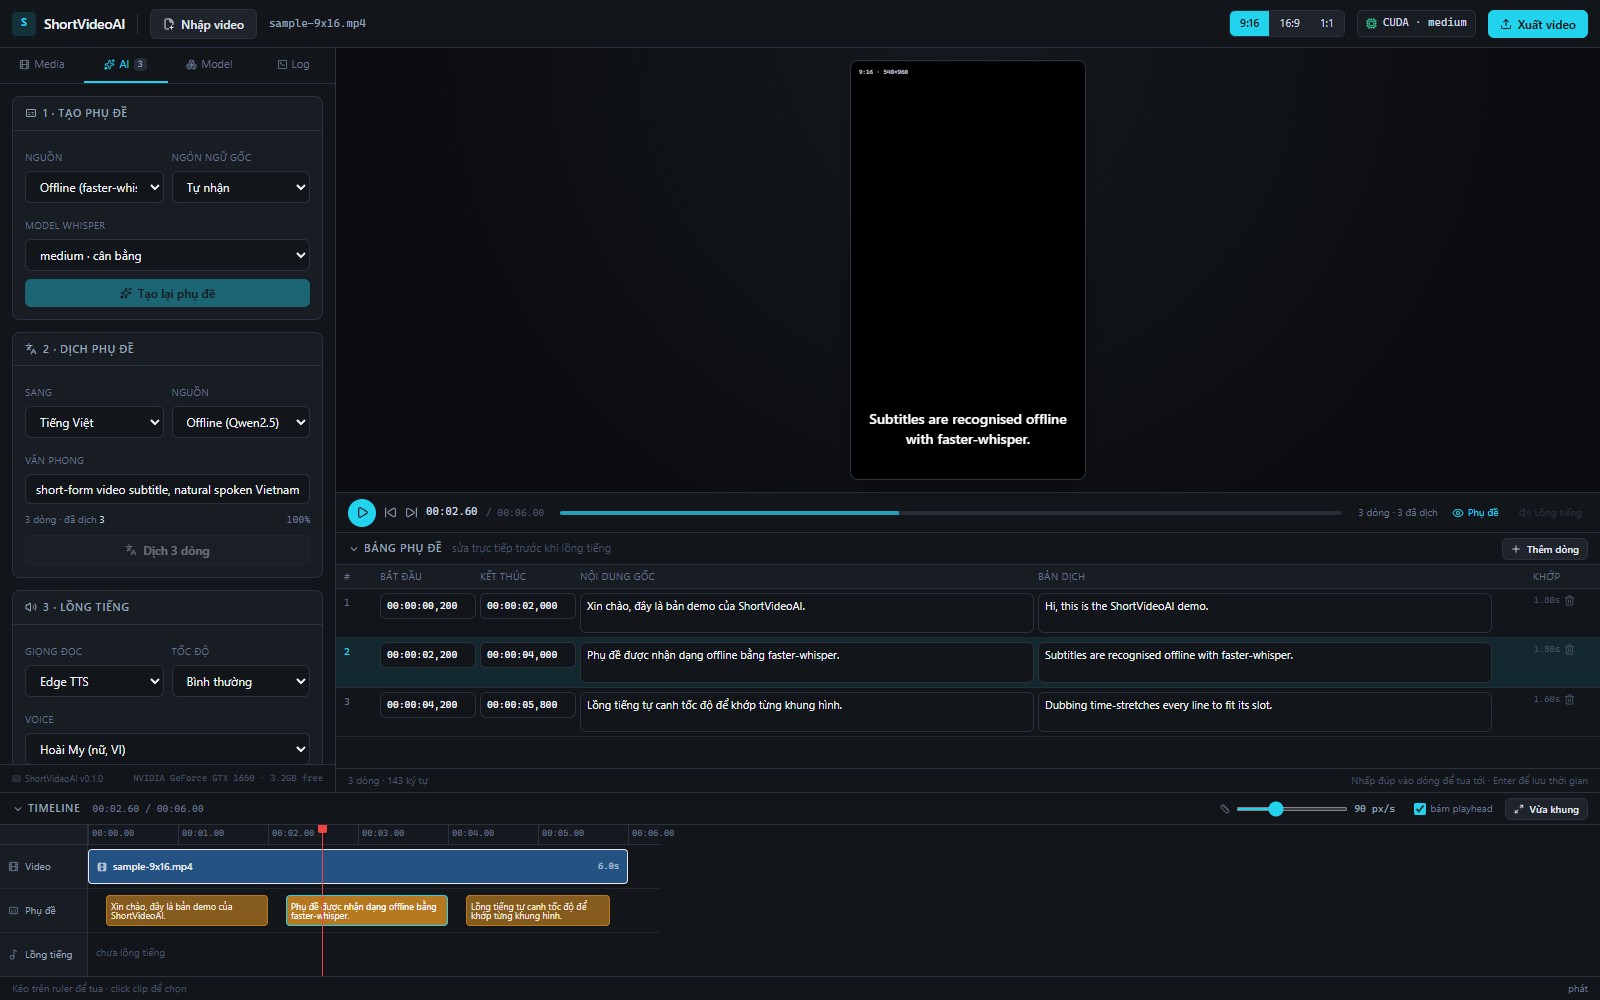 S ShortVideoAI
Nhập video
sample-9x16.mp4
9:16 16:9 1:1
CUDA · medium
Xuất video
Media
AI 3
Model
Log
1 · TẠO PHỤ ĐỀ
NGUỒN NGÔN NGỮ GỐC
Offline (faster-whis Tự nhận
MODEL WHISPER
medium · cân bằng
Tạo lại phụ đề
2 · DỊCH PHỤ ĐỀ
SANG NGUỒN
Tiếng Việt Offline (Qwen2.5)
VĂN PHONG
short-form video subtitle, natural spoken Vietnam
3 dòng · đã dịch 3 100%
Dịch 3 dòng
3 · LỒNG TIẾNG
GIỌNG ĐỌC TỐC ĐỘ
Edge TTS Bình thường
VOICE
Hoài My (nữ, VI)
ShortVideoAI v0.1.0 NVIDIA GeForce GTX 1650 · 3.2GB free
9:16 · 540×960
Subtitles are recognised offline
with faster-whisper.
00:02.60 / 00:06.00
3 dòng · 3 đã dịch
Phụ đề
Lồng tiếng
BẢNG PHỤ ĐỀ sửa trực tiếp trước khi lồng tiếng
Thêm dòng
# BẮT ĐẦU KẾT THÚC NỘI DUNG GỐC BẢN DỊCH KHỚP
1 00:00:00,200 00:00:02,000 Xin chào, đây là bản demo của ShortVideoAI. Hi, this is the ShortVideoAI demo. 1.80s
2 00:00:02,200 00:00:04,000 Phụ đề được nhận dạng offline bằng faster-whisper. Subtitles are recognised offline with faster-whisper. 1.80s
3 00:00:04,200 00:00:05,800 Lồng tiếng tự canh tốc độ để khớp từng khung hình. Dubbing time-stretches every line to fit its slot. 1.60s
3 dòng · 143 ký tự
Nhấp đúp vào dòng để tua tới · Enter để lưu thời gian
TIMELINE 00:02.60 / 00:06.00
90 px/s
bám playhead
Vừa khung
00:00.00 00:01.00 00:02.00 00:03.00 00:04.00 00:05.00 00:06.00
Video
sample-9x16.mp4 6.0s
Phụ đề
Xin chào, đây là bản demo của
ShortVideoAI.
Phụ đề được nhận dạng offline bằng
faster-whisper.
Lồng tiếng tự canh tốc độ để
khớp từng khung hình.
Lồng tiếng
chưa lồng tiếng
Kéo trên ruler để tua · click clip để chọn
phát